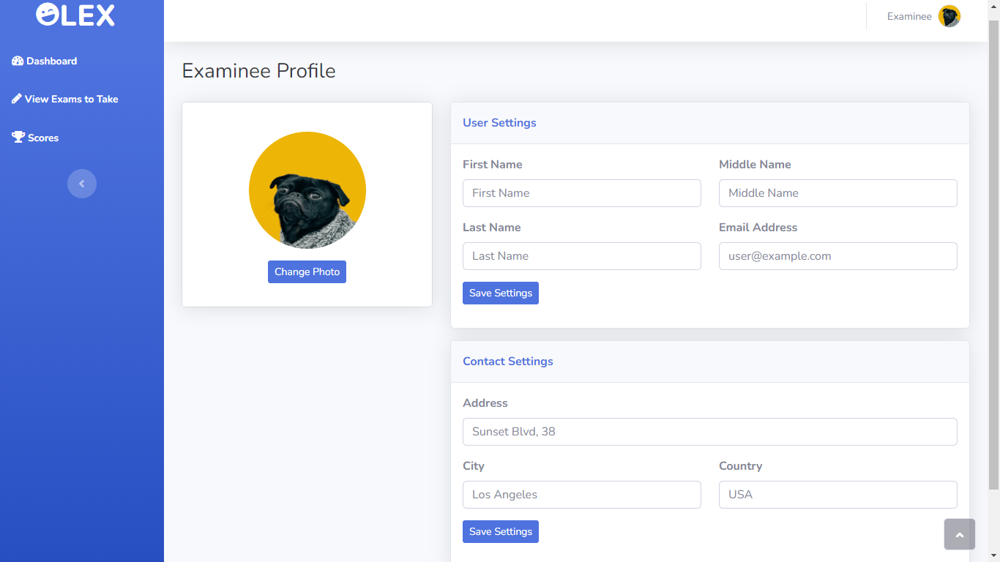 OLEX
Examinee
Dashboard
View Exams to Take
Scores
Examinee Profile
Change Photo
User Settings
First Name
Middle Name
First Name
Middle Name
Last Name
Email Address
Last Name
user@example.com
Save Settings
Contact Settings
Address
Sunset Blvd, 38
City
Country
Los Angeles
USA
Save Settings